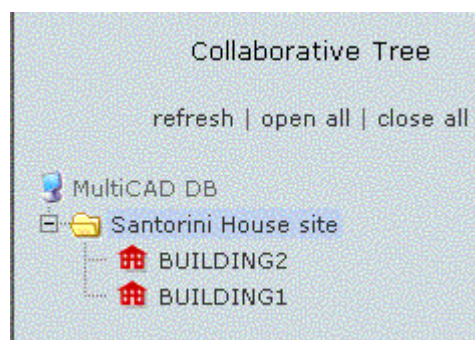 Collaborative Tree
refresh | open all | close all
MultiCAD DB
Santorini House site
BUILDING2
BUILDING1